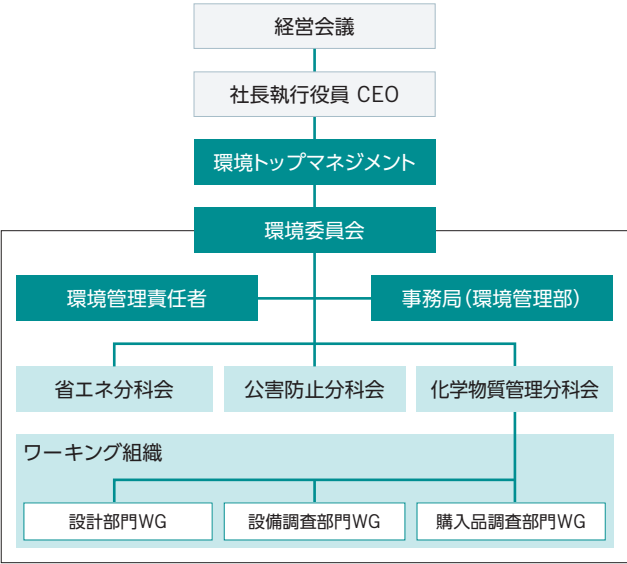 経営会議
社長執行役員 CEO
環境トップマネジメント
環境委員会
環境管理責任者
事務局（環境管理部）
省エネ分科会
公害防止分科会
化学物質管理分科会
ワーキング組織
設計部門WG
設備調査部門WG
購入品調査部門WG